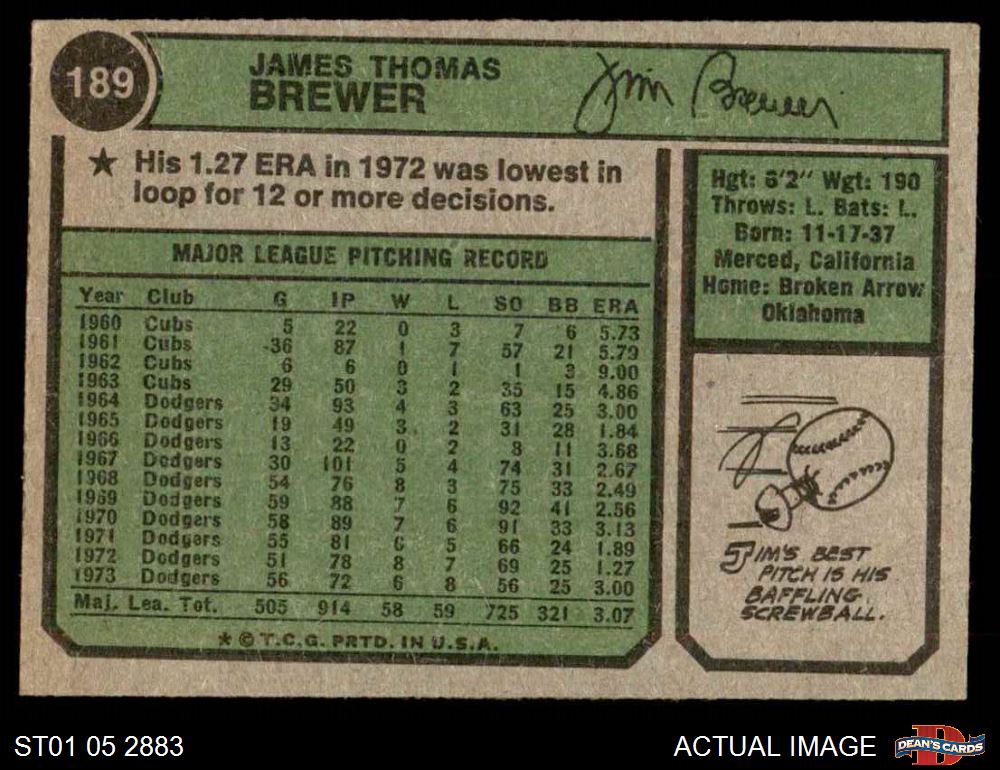 189
JAMES THOMAS
BREWER
Jim Brewer
★ His 1.27 ERA in 1972 was lowest in
loop for 12 or more decisions.
MAJOR LEAGUE PITCHING RECORD
Year Club G IP W L SO BB ERA
1960 Cubs 5 22 0 3 7 6 5.73
1961 Cubs 36 87 1 7 57 21 5.79
1962 Cubs 6 6 0 1 1 3 9.00
1963 Cubs 29 50 3 2 35 15 4.86
1964 Dodgers 34 93 4 3 63 25 3.00
1965 Dodgers 19 49 3 2 31 28 1.84
1966 Dodgers 13 22 0 2 8 11 3.68
1967 Dodgers 30 101 5 4 74 31 2.67
1968 Dodgers 54 76 8 3 75 33 2.49
1969 Dodgers 59 88 7 6 92 41 2.56
1970 Dodgers 58 89 7 6 91 33 3.13
1971 Dodgers 55 81 6 5 66 24 1.89
1972 Dodgers 51 78 8 7 69 25 1.27
1973 Dodgers 56 72 6 8 56 25 3.00
Maj. Lea. Tot. 505 914 58 59 725 321 3.07
★ © T.C.G. PRTD. IN U.S.A.
Hgt: 6'2" Wgt: 190
Throws: L. Bats: L.
Born: 11-17-37
Merced, California
Home: Broken Arrow
Oklahoma
JIM'S BEST
PITCH IS HIS
BAFFLING
SCREWBALL.
ST01 05 2883
ACTUAL IMAGE
D
DEAN'S CARDS